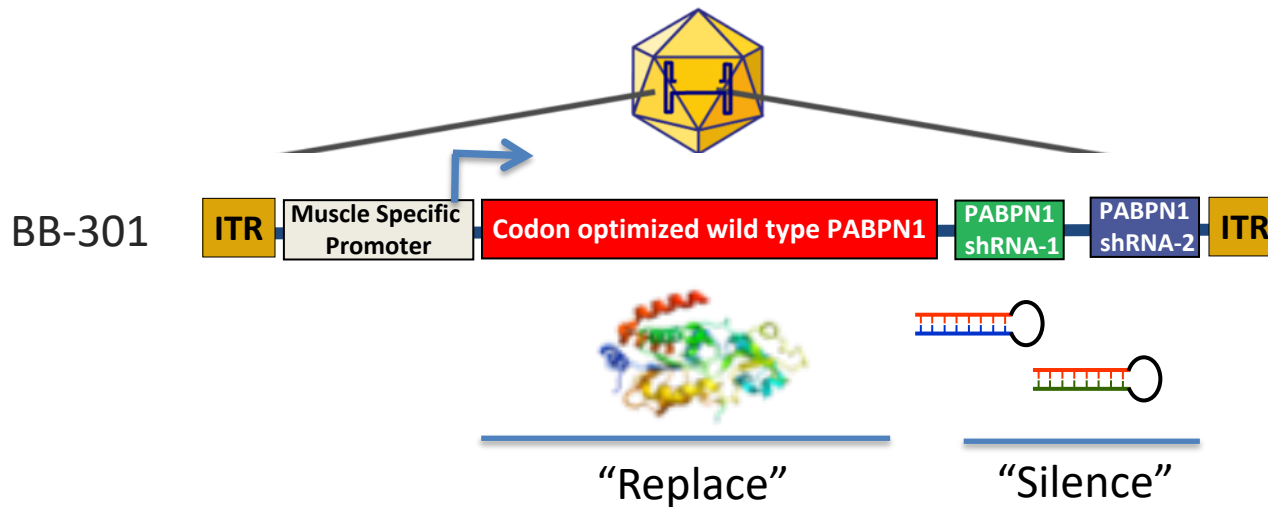 BB-301
ITR
Muscle Specific
Promoter
Codon optimized wild type PABPN1
PABPN1
shRNA-1
PABPN1
shRNA-2
ITR
“Replace”
“Silence”